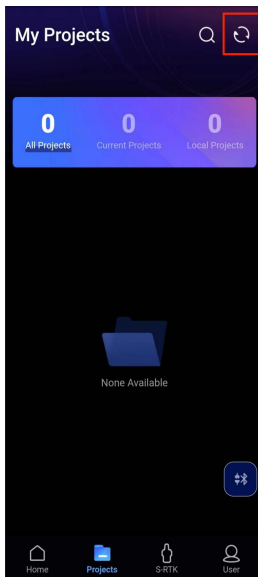 My Projects
0 0 0
All Projects Current Projects Local Projects
None Available
Home Projects S-RTK User